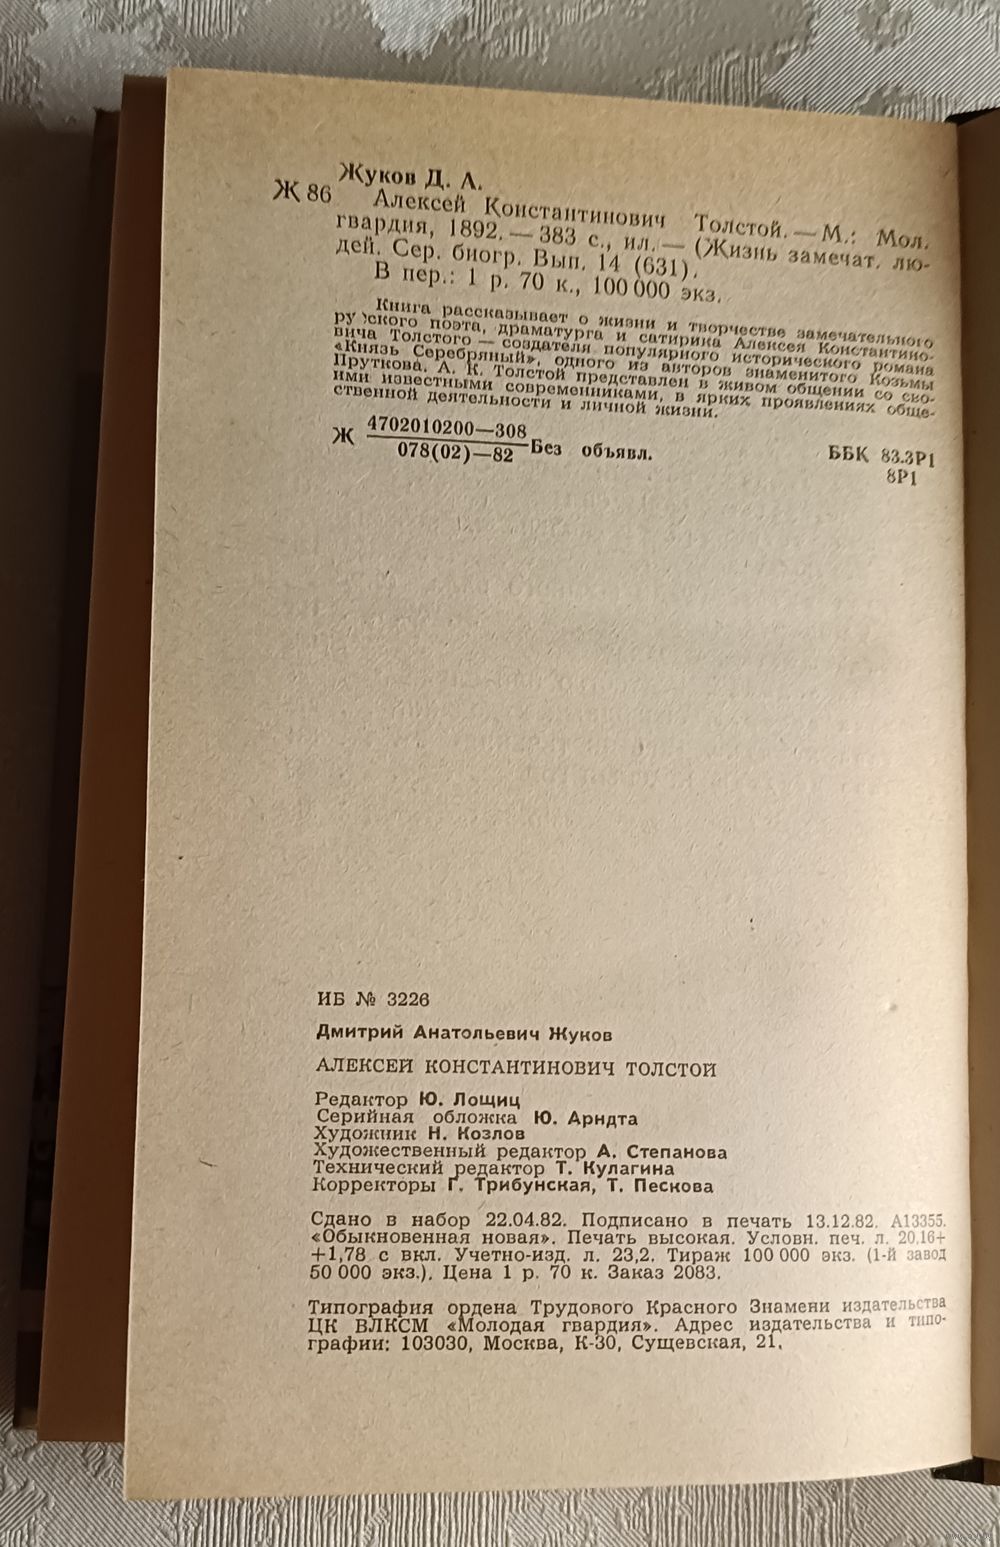 Жуков Д. А.
Ж 86
Алексей Константинович Толстой. — М.: Мол.
гвардия, 1892. — 383 с., ил. — (Жизнь замечат. лю-
дей. Сер. биогр. Вып. 14 (631).
В пер.: 1 р. 70 к., 100 000 экз.
Книга рассказывает о жизни и творчестве замечательного
ру ского поэта, драматурга и сатирика Алексея Константино-
вича Толстого — создателя популярного исторического романа
«Князь Серебряный», одного из авторов знаменитого Козьмы
Пруткова. А. К. Толстой представлен в живом общении со сво-
ими известными современниками, в ярких проявлениях обще-
ственной деятельности и личной жизни.
Ж 4702010200—308
078(02)—82 Без объявл.
ББК 83.3Р1
8Р1
ИБ № 3226
Дмитрий Анатольевич Жуков
АЛЕКСЕЙ КОНСТАНТИНОВИЧ ТОЛСТОЙ
Редактор Ю. Лощиц
Серийная обложка Ю. Арндта
Художник Н. Козлов
Художественный редактор А. Степанова
Технический редактор Т. Кулагина
Корректоры Г. Трибунская, Т. Пескова
Сдано в набор 22.04.82. Подписано в печать 13.12.82. А13355.
«Обыкновенная новая». Печать высокая. Условн. печ. л. 20,16+
+1,78 с вкл. Учетно-изд. л. 23,2. Тираж 100 000 экз. (1-й завод
50 000 экз.). Цена 1 р. 70 к. Заказ 2083.
Типография ордена Трудового Красного Знамени издательства
ЦК ВЛКСМ «Молодая гвардия». Адрес издательства и типо-
графии: 103030, Москва, К-30, Сущевская, 21.